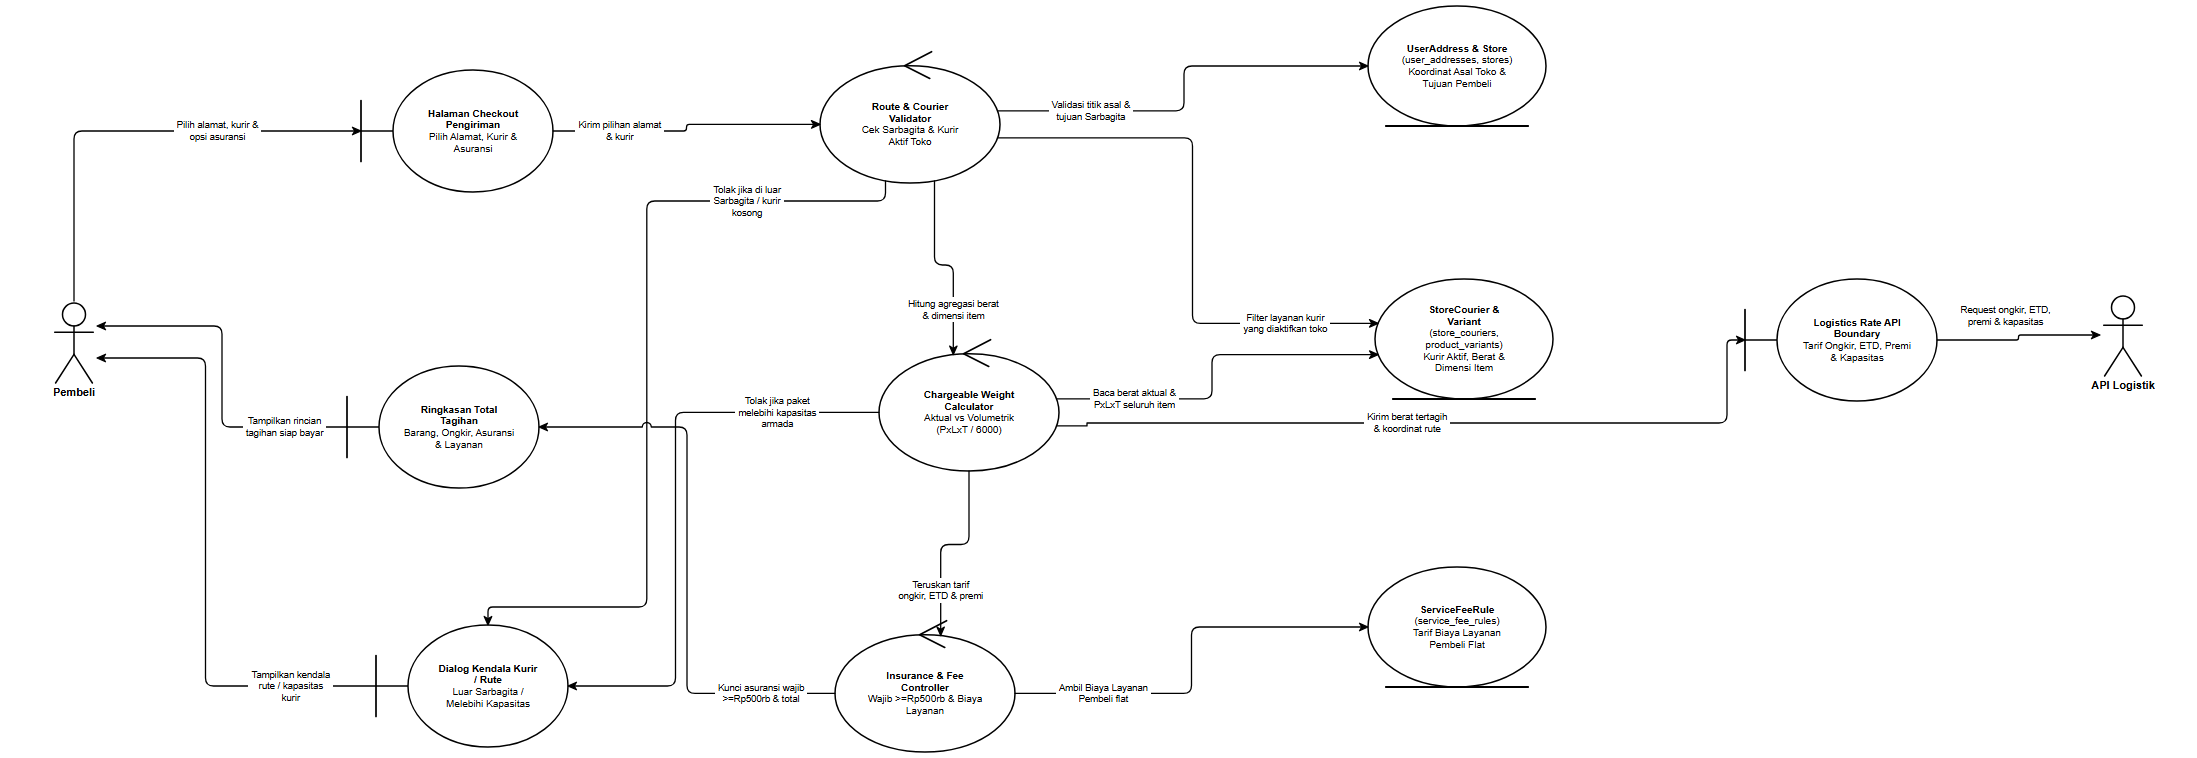 UserAddress & Store
(user_addresses, stores)
Koordinat Asal Toko &
Tujuan Pembeli
Halaman Checkout
Pengiriman
Pilih Alamat, Kurir &
Asuransi
Pilih alamat, kurir &
opsi asuransi
Kirim pilihan alamat
& kurir
Route & Courier
Validator
Cek Sarbagita & Kurir
Aktif Toko
Validasi titik asal &
tujuan Sarbagita
Tolak jika di luar
Sarbagita / kurir
kosong
Hitung agregasi berat
& dimensi item
Filter layanan kurir
yang diaktifkan toko
StoreCourier &
Variant
(store_couriers,
product_variants)
Kurir Aktif, Berat &
Dimensi Item
Logistics Rate API
Boundary
Tarif Ongkir, ETD, Premi
& Kapasitas
Request ongkir, ETD,
premi & kapasitas
API Logistik
Pembeli
Tampilkan rincian
tagihan siap bayar
Ringkasan Total
Tagihan
Barang, Ongkir, Asuransi
& Layanan
Tolak jika paket
melebihi kapasitas
armada
Chargeable Weight
Calculator
Aktual vs Volumetrik
(PxLxT / 6000)
Baca berat aktual &
PxLxT seluruh item
Kirim berat tertagih
& koordinat rute
Teruskan tarif
ongkir, ETD & premi
ServiceFeeRule
(service_fee_rules)
Tarif Biaya Layanan
Pembeli Flat
Tampilkan kendala
rute / kapasitas
kurir
Dialog Kendala Kurir
/ Rute
Luar Sarbagita /
Melebihi Kapasitas
Kunci asuransi wajib
>=Rp500rb & total
Insurance & Fee
Controller
Wajib >=Rp500rb & Biaya
Layanan
Ambil Biaya Layanan
Pembeli flat